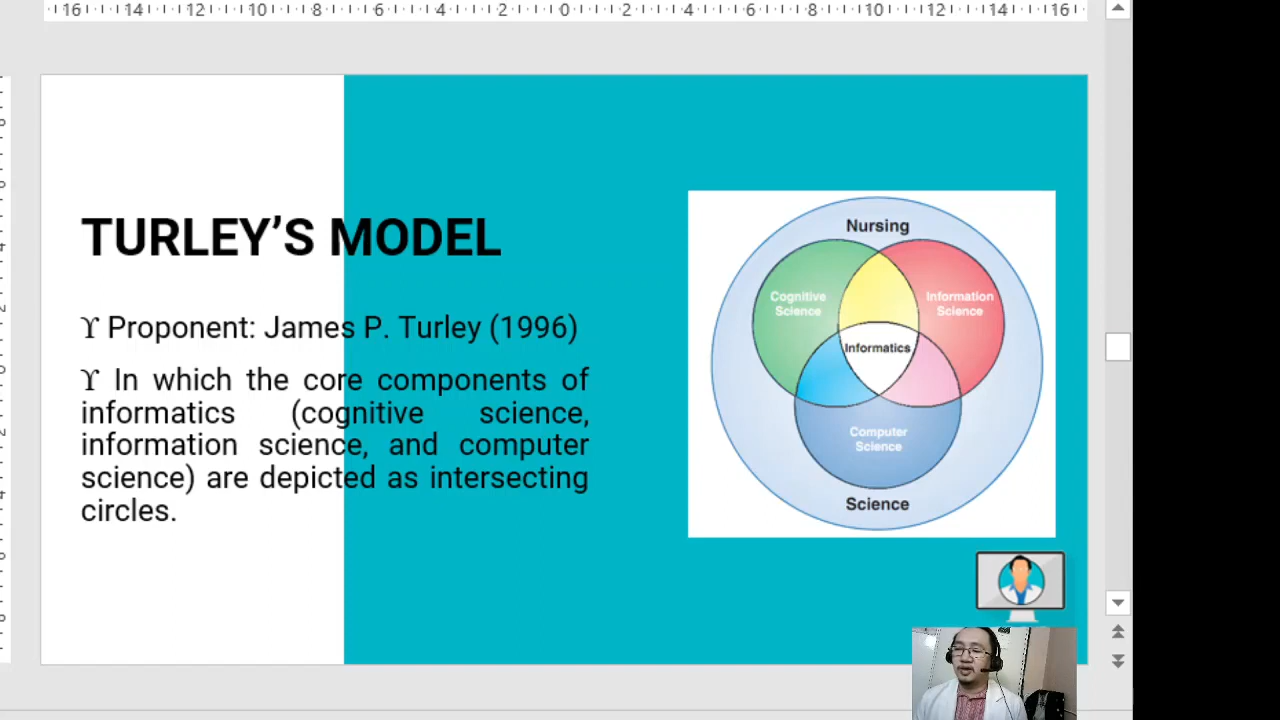 16 14 12 10 8 6 4 2 0 2 4 6 8 10 12 14 16
TURLEY’S MODEL
ϒ Proponent: James P. Turley (1996)
ϒ In which the core components of
informatics (cognitive science,
information science, and computer
science) are depicted as intersecting
circles.
Nursing
Cognitive
Science
Information
Science
Informatics
Computer
Science
Science